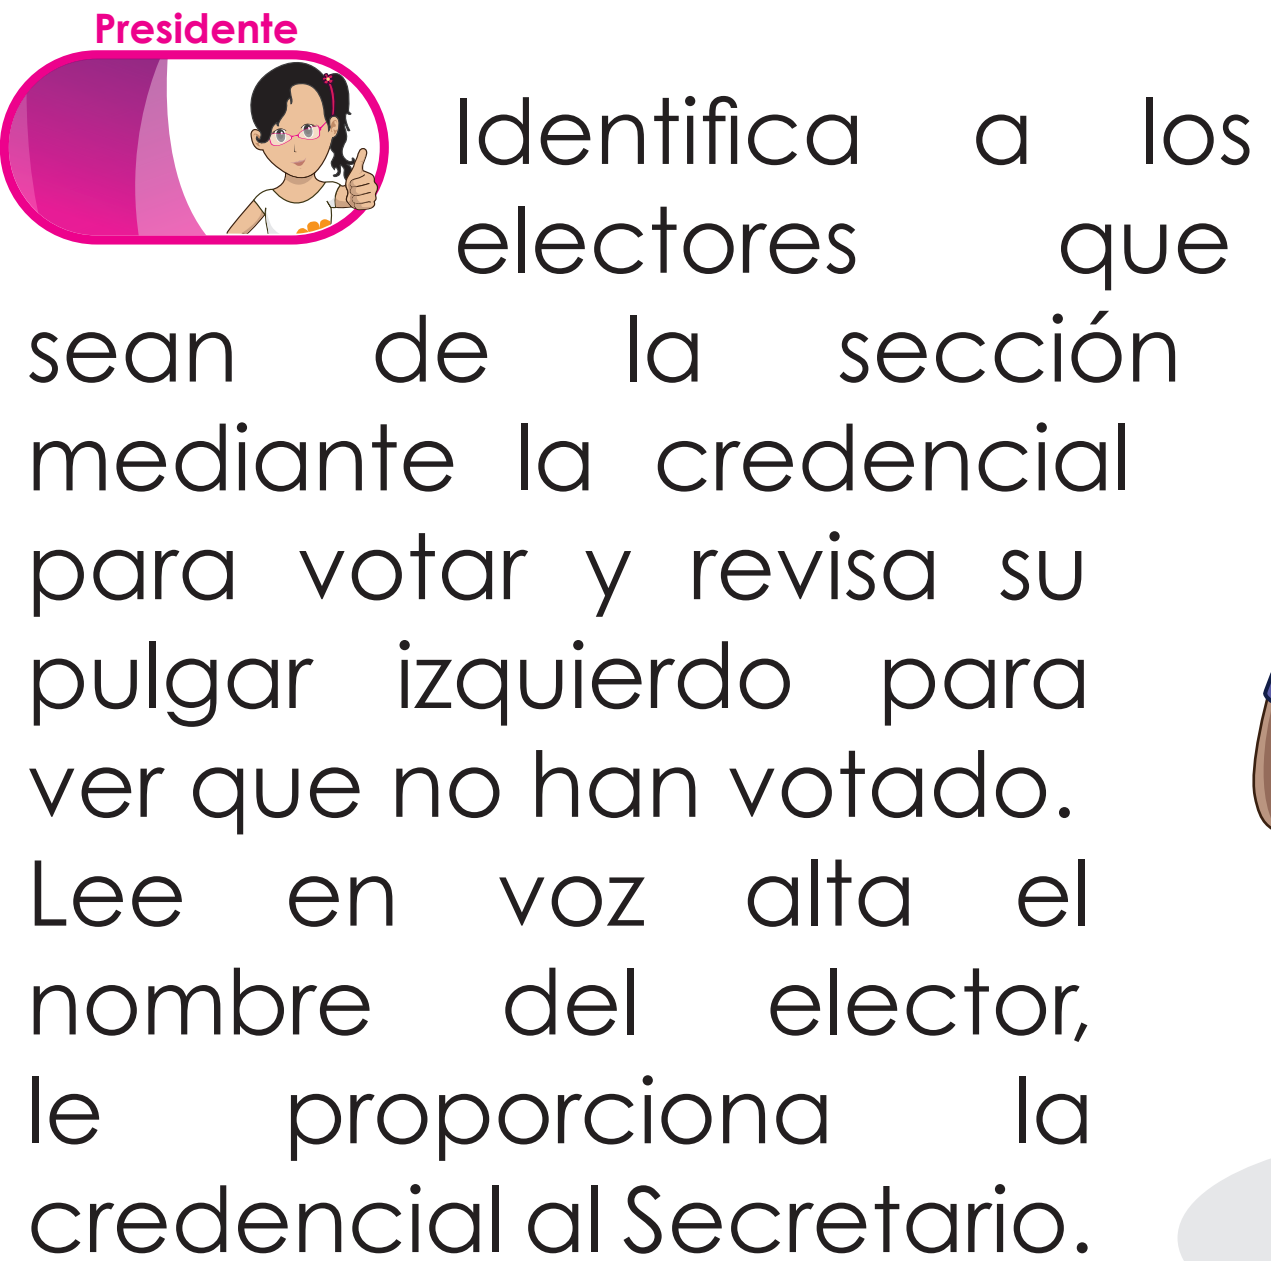 Presidente
Identifica a los
electores que
sean de la sección
mediante la credencial
para votar y revisa su
pulgar izquierdo para
ver que no han votado.
Lee en voz alta el
nombre del elector,
le proporciona la
credencial al Secretario.